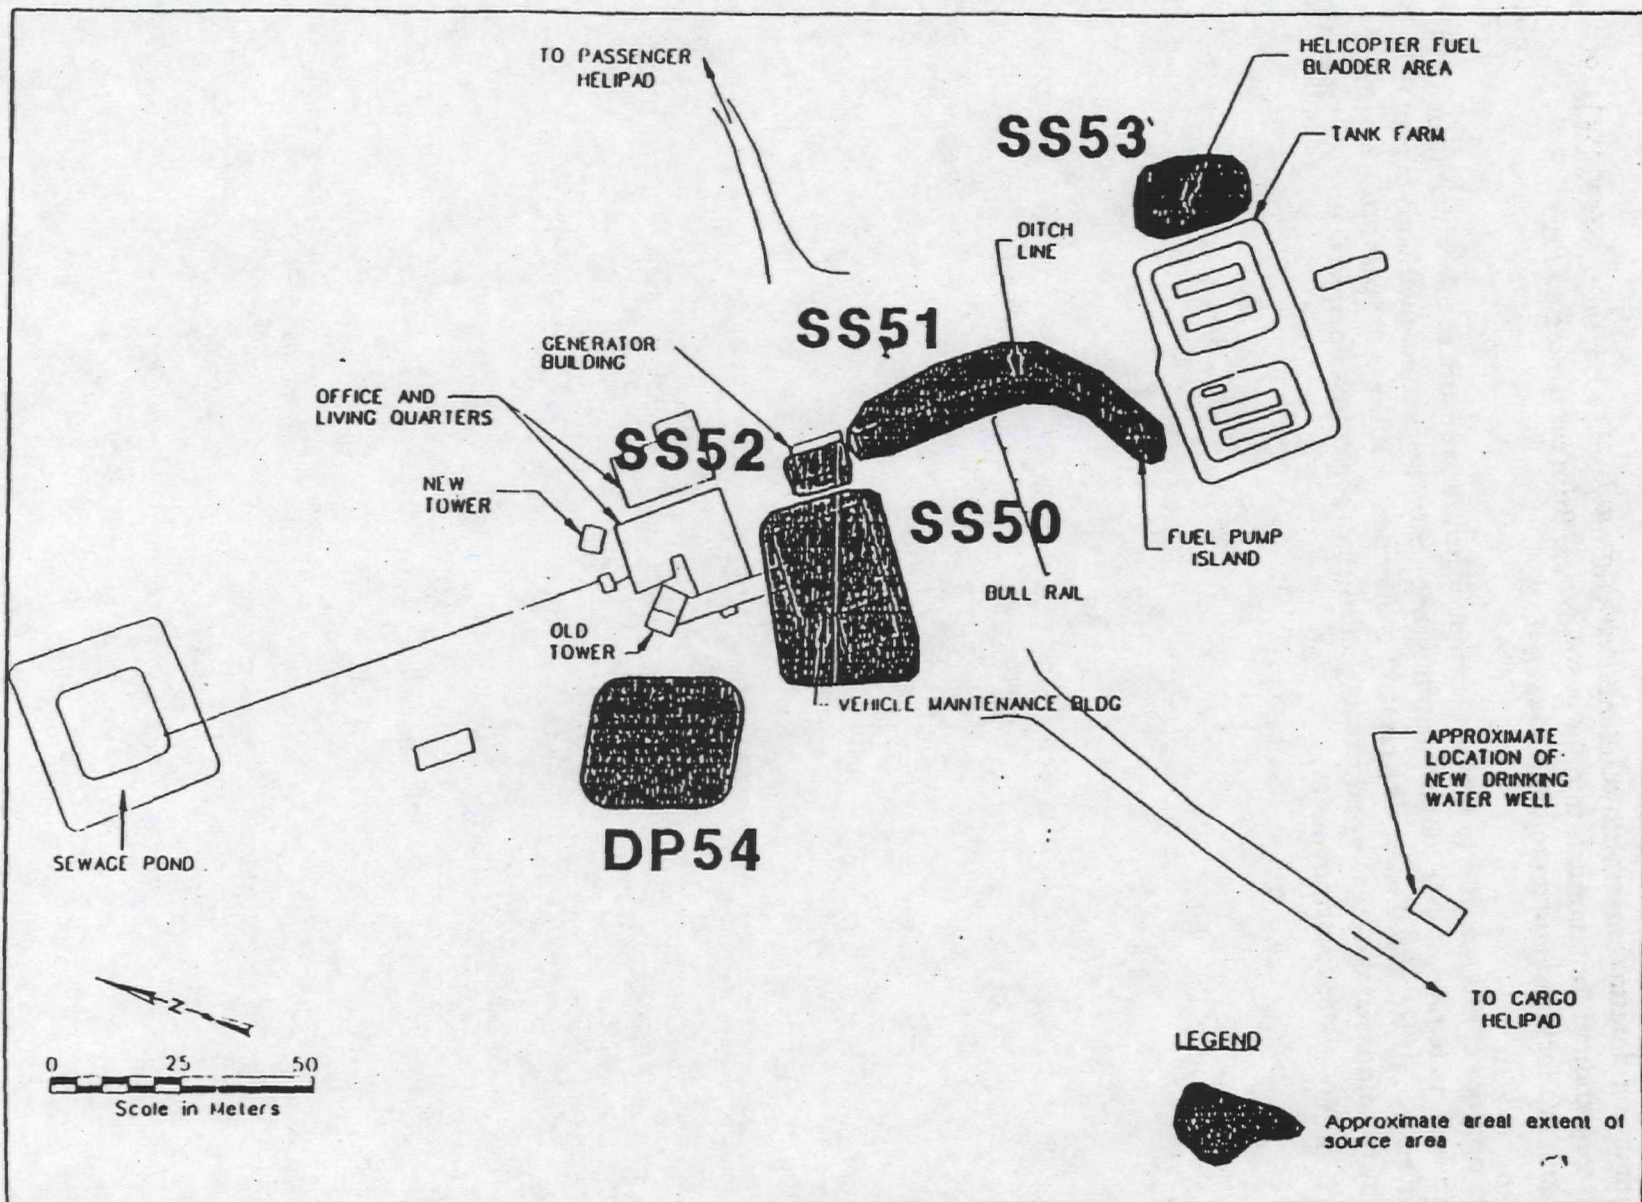 TO PASSENGER
HELIPAD
HELICOPTER FUEL
BLADDER AREA
SS53
TANK FARM
DITCH
LINE
SS51
GENERATOR
BUILDING
OFFICE AND
LIVING QUARTERS
SS52
NEW
TOWER
SS50
FUEL PUMP
ISLAND
BULL RAIL
OLD
TOWER
VEHICLE MAINTENANCE BLDG
APPROXIMATE
LOCATION OF
NEW DRINKING
WATER WELL
DP54
SEWAGE POND
Z
TO CARGO
HELIPAD
0 25 50
Scale in Meters
LEGEND
Approximate areal extent of
source area